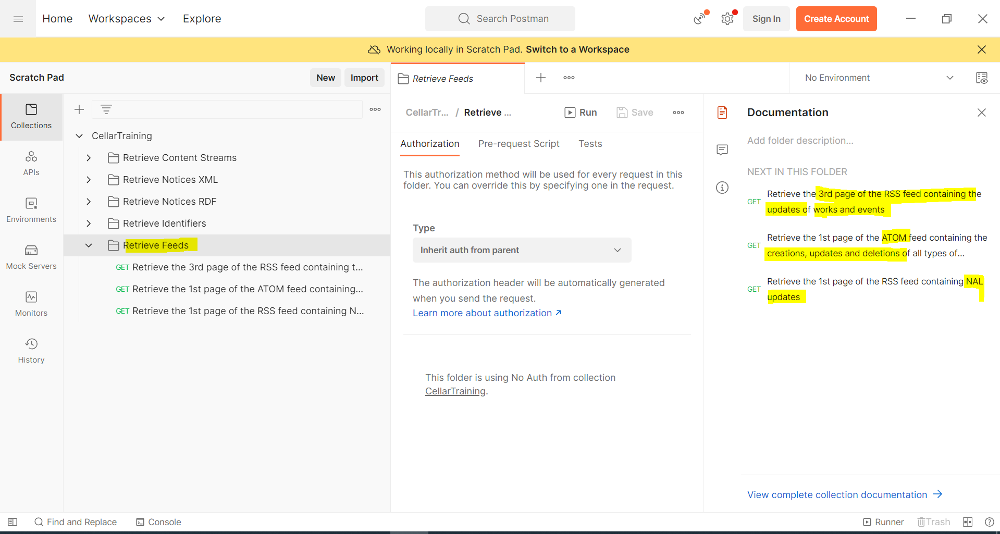 Home
Workspaces
Explore
Search Postman
Sign In
Create Account
Working locally in Scratch Pad. Switch to a Workspace
Scratch Pad
New
Import
Retrieve Feeds
No Environment
Collections
APIs
Environments
Mock Servers
Monitors
History
CellarTraining
Retrieve Content Streams
Retrieve Notices XML
Retrieve Notices RDF
Retrieve Identifiers
Retrieve Feeds
GET Retrieve the 3rd page of the RSS feed containing t...
GET Retrieve the 1st page of the ATOM feed containing...
GET Retrieve the 1st page of the RSS feed containing N...
CellarTr... / Retrieve ...
Run
Save
Authorization
Pre-request Script
Tests
This authorization method will be used for every request in this
folder. You can override this by specifying one in the request.
Type
Inherit auth from parent
The authorization header will be automatically generated
when you send the request.
Learn more about authorization ↗
This folder is using No Auth from collection
CellarTraining.
Documentation
Add folder description...
NEXT IN THIS FOLDER
GET Retrieve the 3rd page of the RSS feed containing the
updates of works and events
GET Retrieve the 1st page of the ATOM feed containing the
creations, updates and deletions of all types of...
GET Retrieve the 1st page of the RSS feed containing NAL
updates
View complete collection documentation →
Find and Replace
Console
Runner
Trash